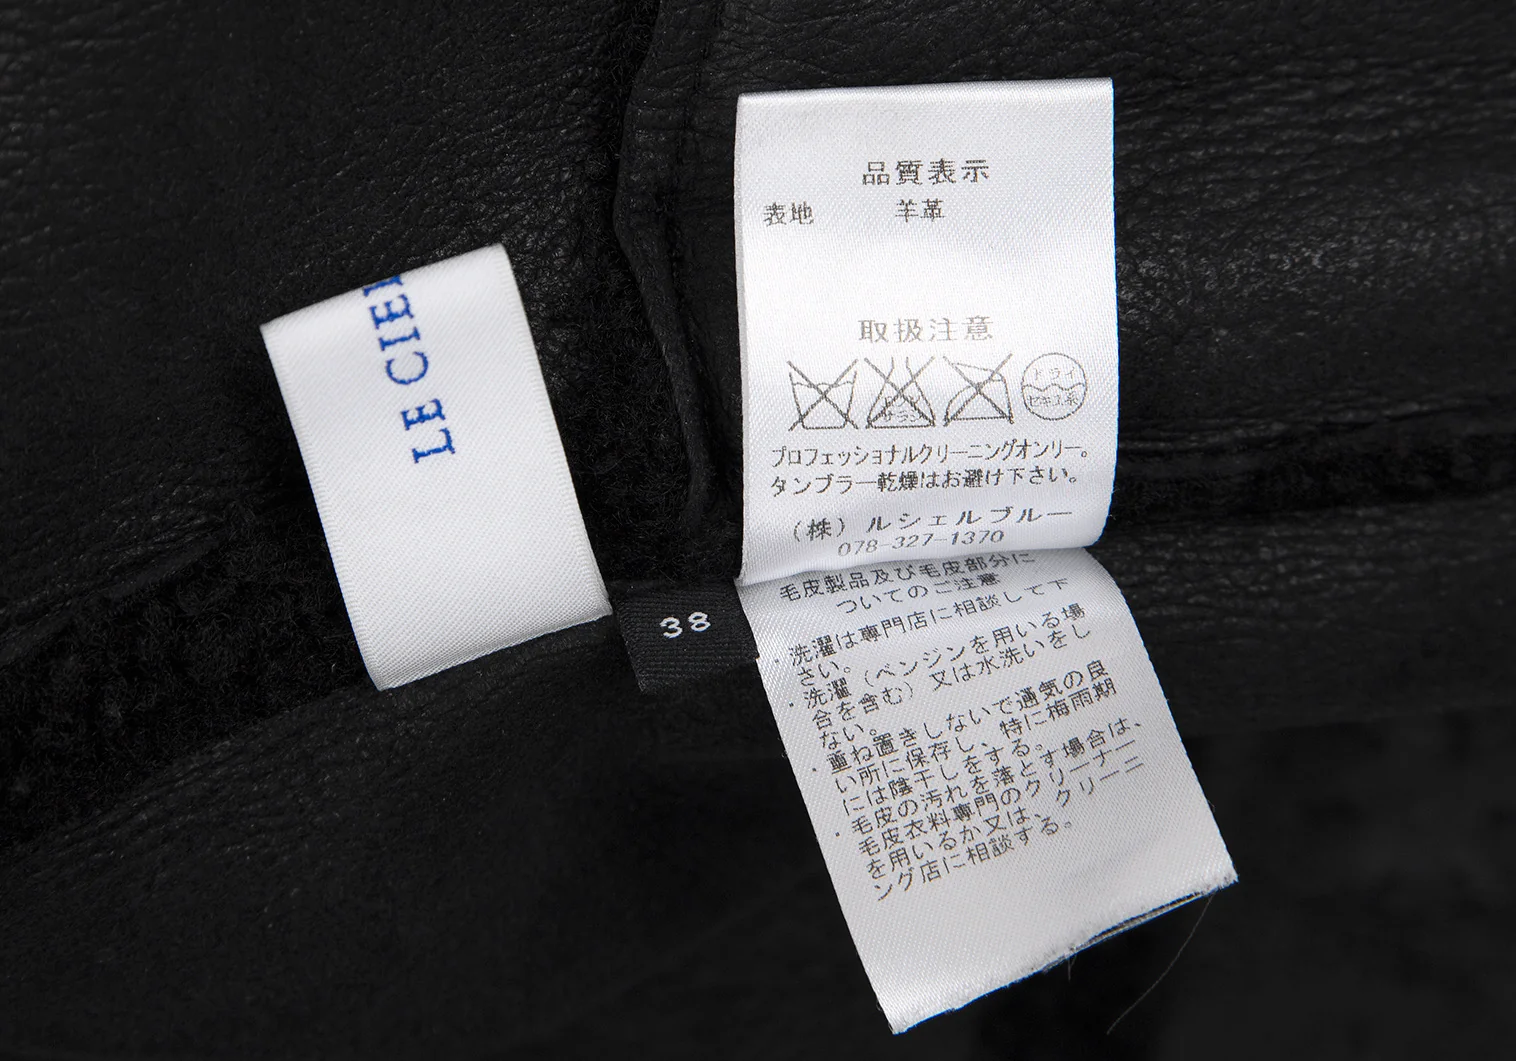 LE CIE
38
品質表示
表地 羊革
取扱注意
ドライ
セキユ系
プロフェッショナルクリーニングオンリー。
タンブラー乾燥はお避け下さい。
(株) ルシェルブルー
078-327-1370
毛皮製品及び毛皮部分に
ついてのご注意
・洗濯は専門店に相談して下
さい。
・洗濯(ベンジンを用いる場
合を含む)又は水洗いをし
ない。
・重ね置きしないで通気の良
い所に保存し、特に梅雨期
には陰干しをする。
・毛皮の汚れを落とす場合は、
毛皮衣料専門のクリーナー
を用いるか又は、クリーニ
ング店に相談する。